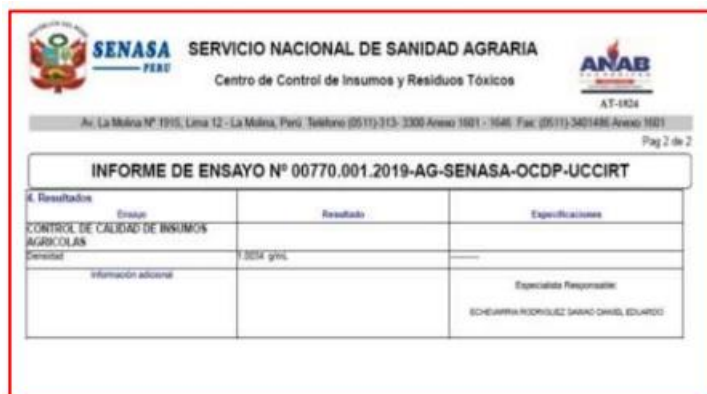 SENASA
PERU
SERVICIO NACIONAL DE SANIDAD AGRARIA
Centro de Control de Insumos y Residuos Tóxicos
ANAB
AT-1824
Av. La Molina Nº 1915, Lima 12 - La Molina, Perú Teléfono (0511)-313- 3300 Anexo 1601 - 1646 Fax: (0511)-3401486 Anexo 1601
Pag 2 de 2
INFORME DE ENSAYO Nº 00770.001.2019-AG-SENASA-OCDP-UCCIRT
4. Resultados
Ensayo Resultado Especificaciones
CONTROL DE CALIDAD DE INSUMOS
AGRICOLAS
Densidad 1.0034 g/mL ---------
Información adicional
Especialista Responsable:
ECHEVARRIA RODRIGUEZ DANIEL EDUARDO